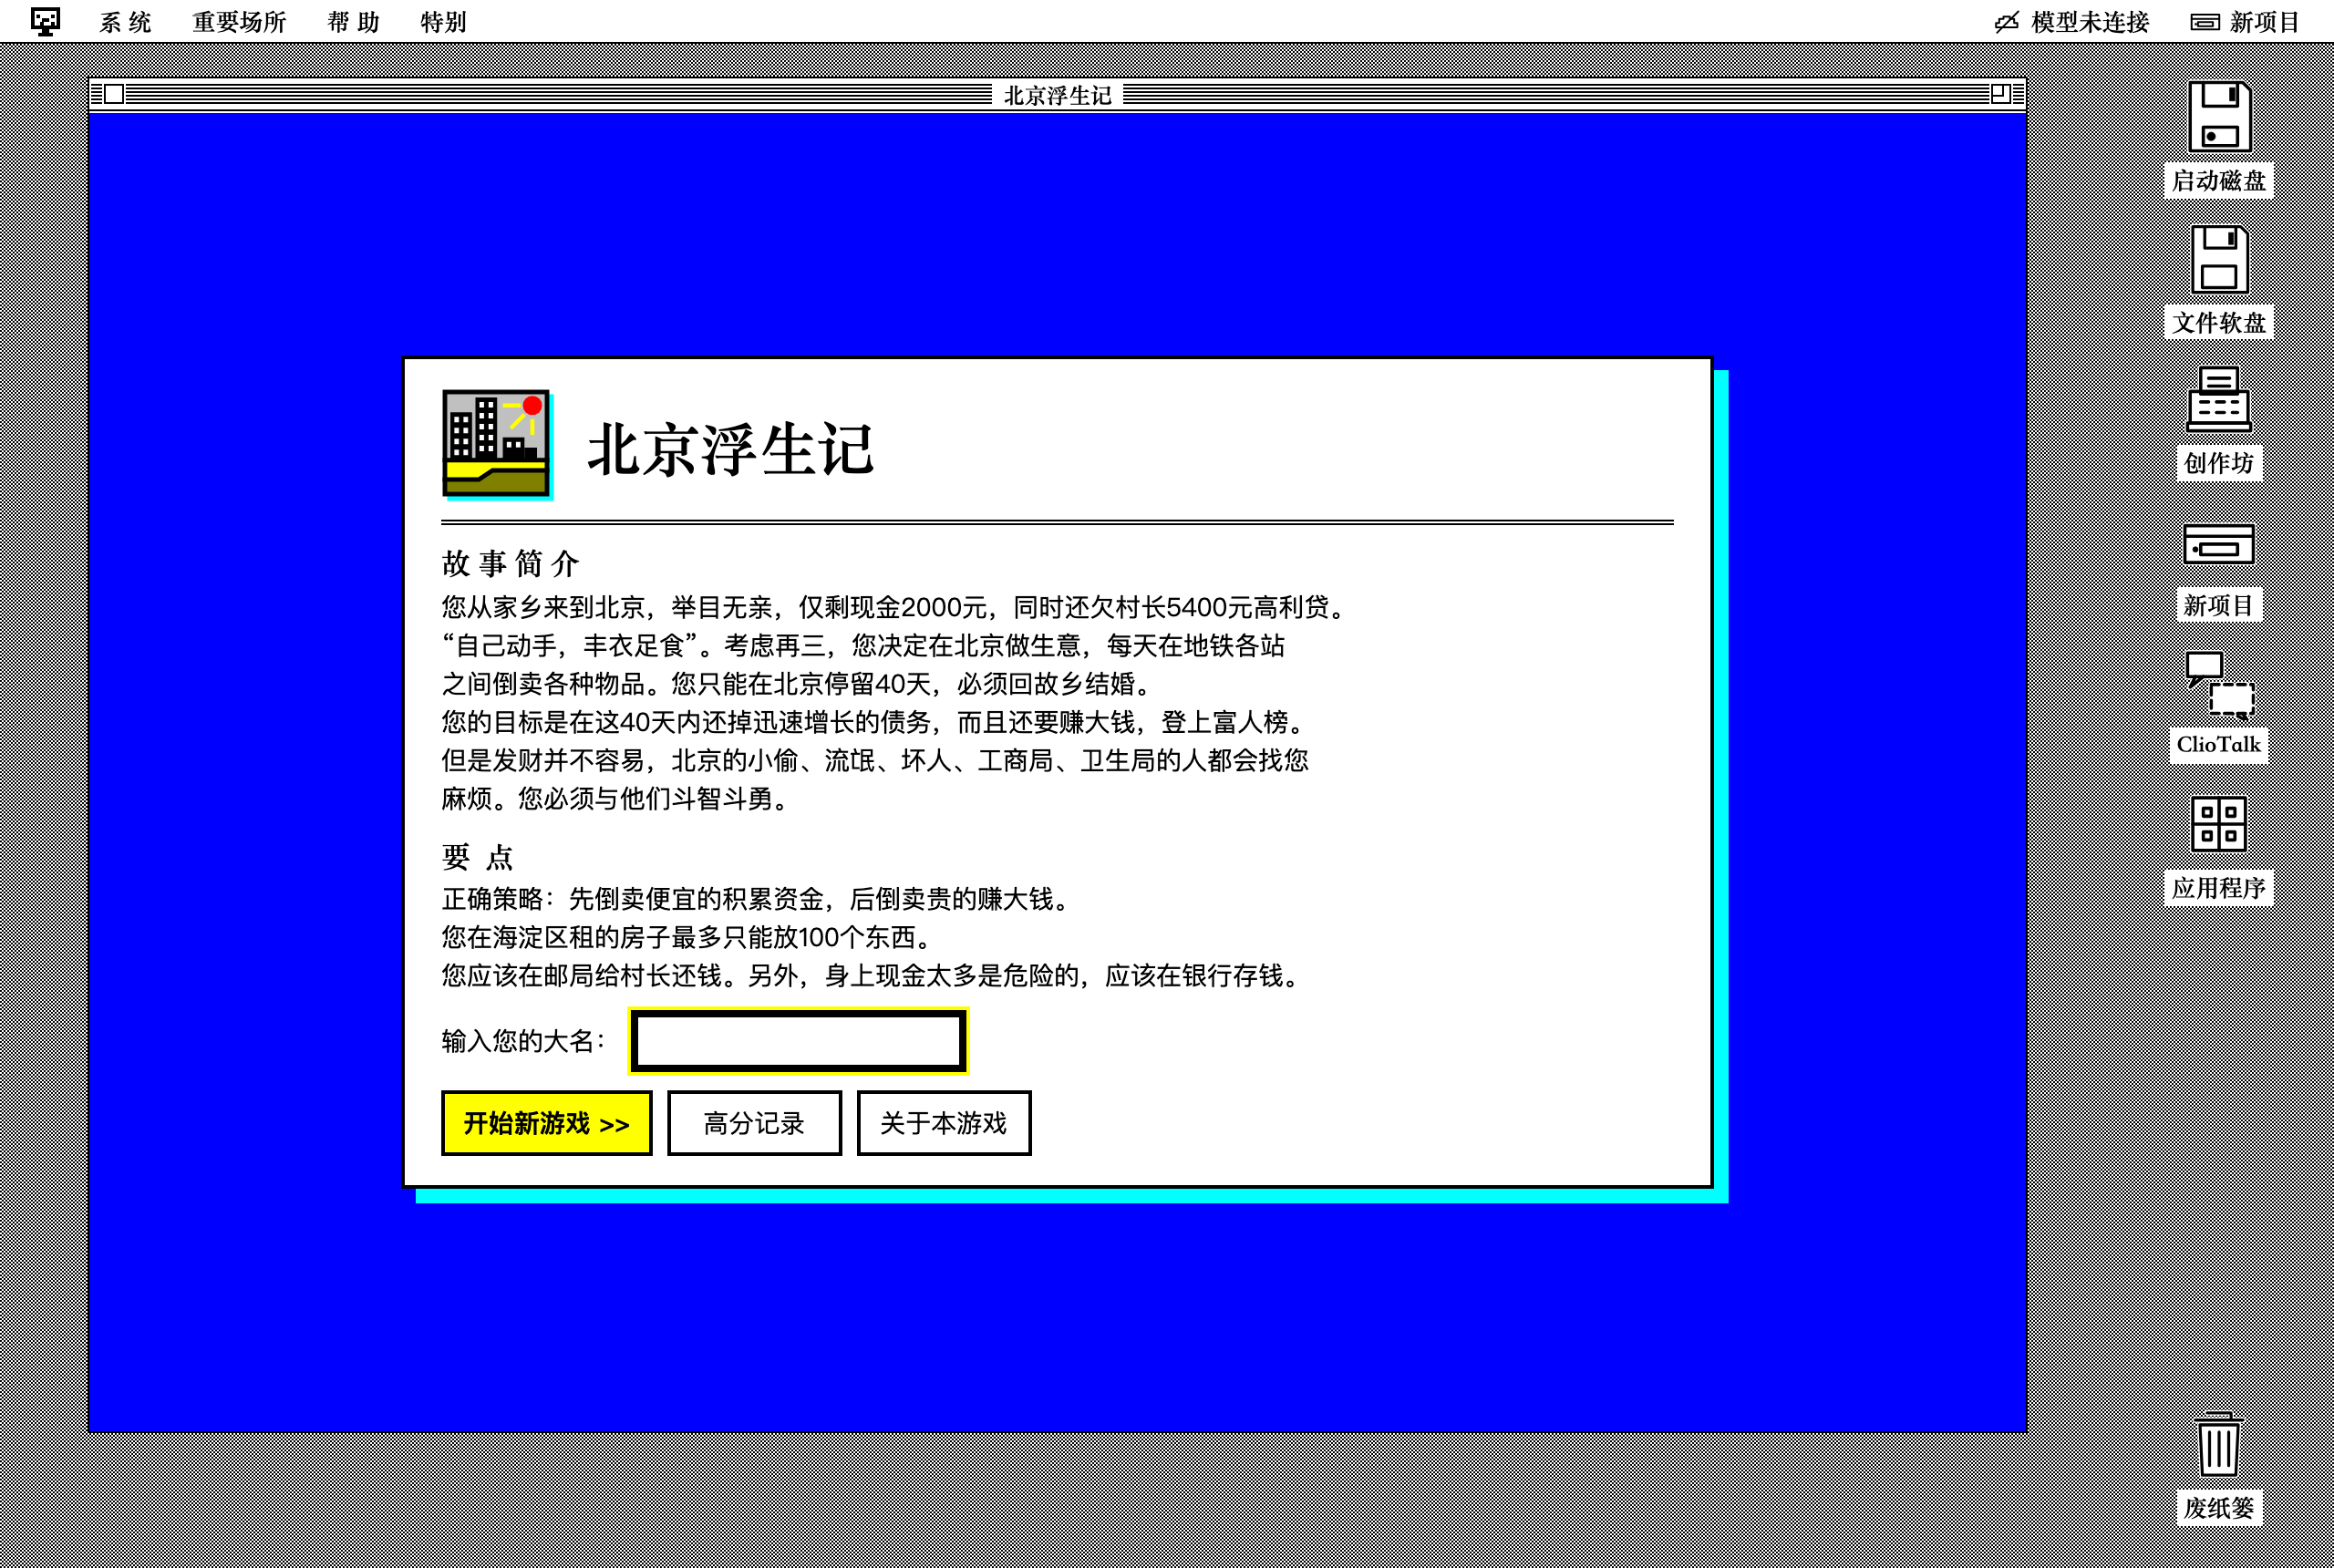 系 统 重要场所 帮 助 特别 模型未连接 新项目
北京浮生记
启动磁盘
文件软盘
创作坊
新项目
ClioTalk
应用程序
废纸篓
北京浮生记
故 事 简 介
您从家乡来到北京，举目无亲，仅剩现金2000元，同时还欠村长5400元高利贷。
“自己动手，丰衣足食”。考虑再三，您决定在北京做生意，每天在地铁各站
之间倒卖各种物品。您只能在北京停留40天，必须回故乡结婚。
您的目标是在这40天内还掉迅速增长的债务，而且还要赚大钱，登上富人榜。
但是发财并不容易，北京的小偷、流氓、坏人、工商局、卫生局的人都会找您
麻烦。您必须与他们斗智斗勇。
要 点
正确策略：先倒卖便宜的积累资金，后倒卖贵的赚大钱。
您在海淀区租的房子最多只能放100个东西。
您应该在邮局给村长还钱。另外，身上现金太多是危险的，应该在银行存钱。
输入您的大名：
开始新游戏 >> 高分记录 关于本游戏